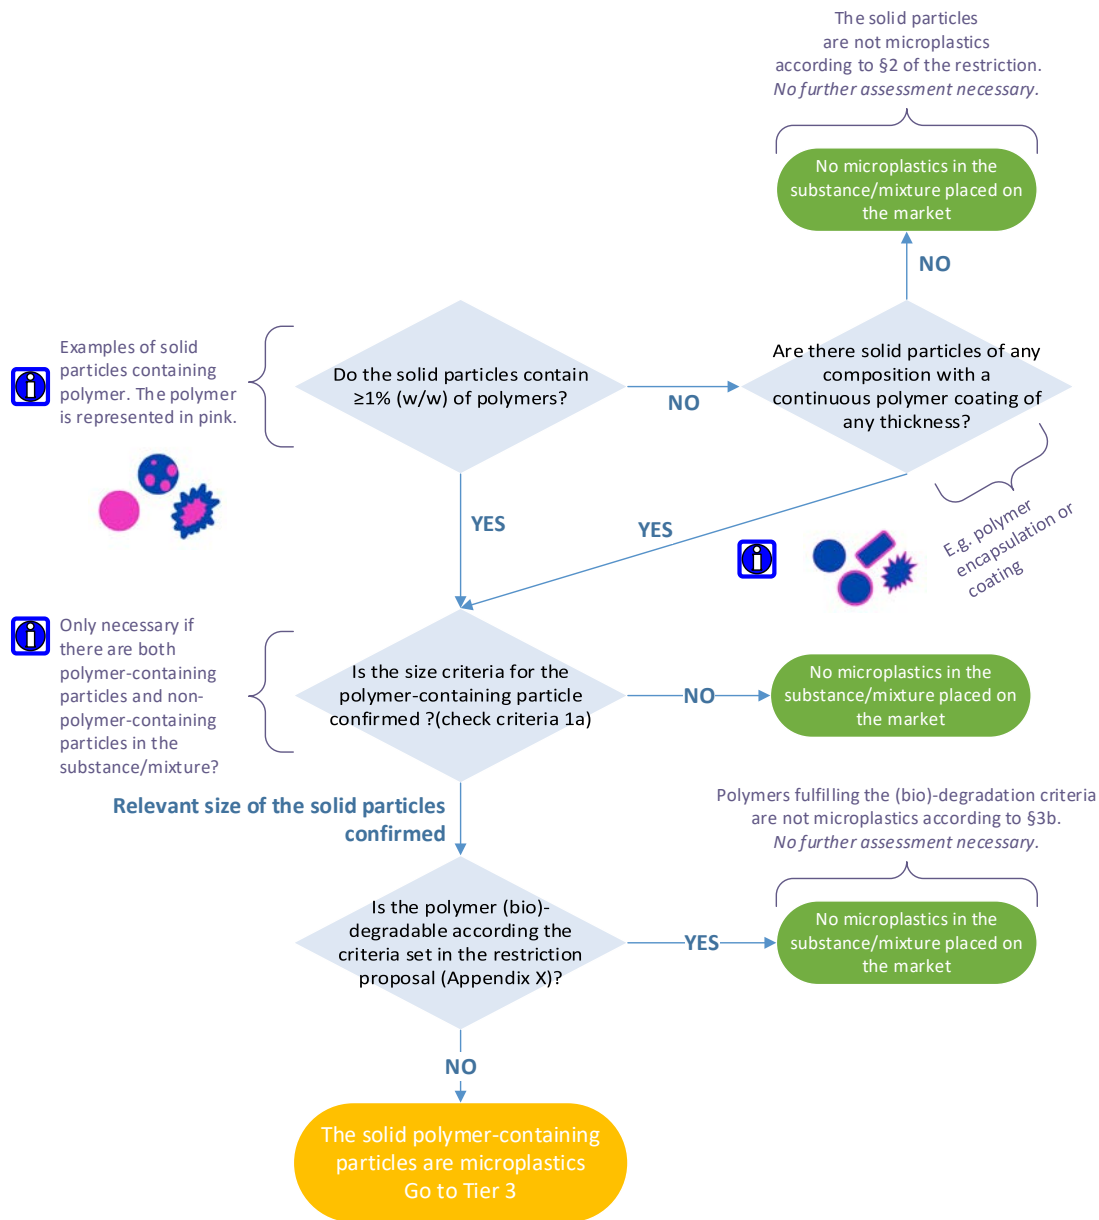 The solid particles
are not microplastics
according to §2 of the restriction.
No further assessment necessary.
No microplastics in the
substance/mixture placed on
the market
NO
Examples of solid
particles containing
polymer. The polymer
is represented in pink.
Do the solid particles contain
≥1% (w/w) of polymers?
NO
Are there solid particles of any
composition with a
continuous polymer coating of
any thickness?
YES
YES
E.g. polymer
encapsulation or
coating
Only necessary if
there are both
polymer-containing
particles and non-
polymer-containing
particles in the
substance/mixture?
Is the size criteria for the
polymer-containing particle
confirmed ?(check criteria 1a)
NO
No microplastics in the
substance/mixture placed on
the market
Relevant size of the solid particles
confirmed
Polymers fulfilling the (bio)-degradation criteria
are not microplastics according to §3b.
No further assessment necessary.
Is the polymer (bio)-
degradable according the
criteria set in the restriction
proposal (Appendix X)?
YES
No microplastics in the
substance/mixture placed on
the market
NO
The solid polymer-containing
particles are microplastics
Go to Tier 3